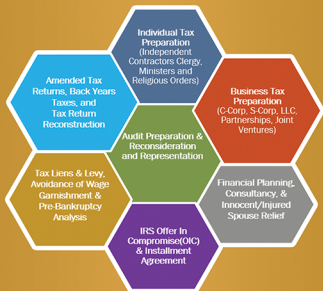 Individual Tax
Preparation
(Independent
Contractors Clergy,
Ministers and
Religious Orders)
Amended Tax
Returns, Back Years
Taxes, and
Tax Return
Reconstruction
Business Tax
Preparation
(C-Corp, S-Corp, LLC,
Partnerships, Joint
Ventures)
Audit Preparation &
Reconsideration
and Representation
Tax Liens & Levy,
Avoidance of Wage
Garnishment &
Pre-Bankruptcy
Analysis
Financial Planning,
Consultancy, &
Innocent/Injured
Spouse Relief
IRS Offer In
Compromise(OIC)
& Installment
Agreement